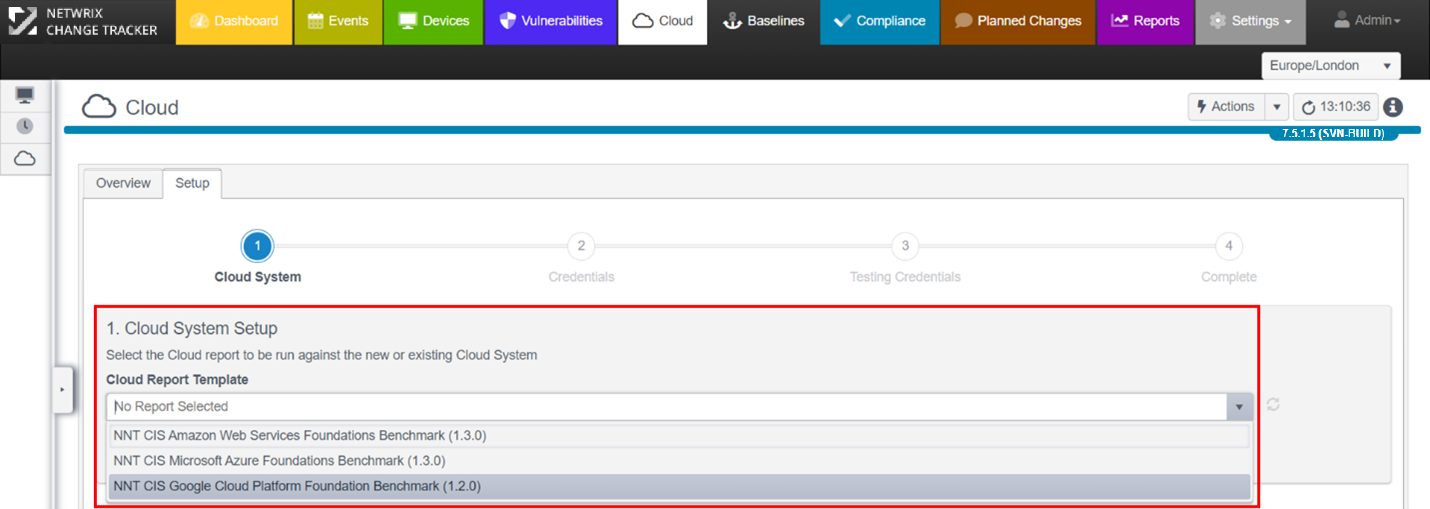 NETWRIX
CHANGE TRACKER
Dashboard
Events
Devices
Vulnerabilities
Cloud
Baselines
Compliance
Planned Changes
Reports
Settings
Admin
Europe/London
Cloud
Actions
13:10:36
7.5.1.5 (SVN-BUILD)
Overview
Setup
1
2
3
4
Cloud System
Credentials
Testing Credentials
Complete
1. Cloud System Setup
Select the Cloud report to be run against the new or existing Cloud System
Cloud Report Template
No Report Selected
NNT CIS Amazon Web Services Foundations Benchmark (1.3.0)
NNT CIS Microsoft Azure Foundations Benchmark (1.3.0)
NNT CIS Google Cloud Platform Foundation Benchmark (1.2.0)